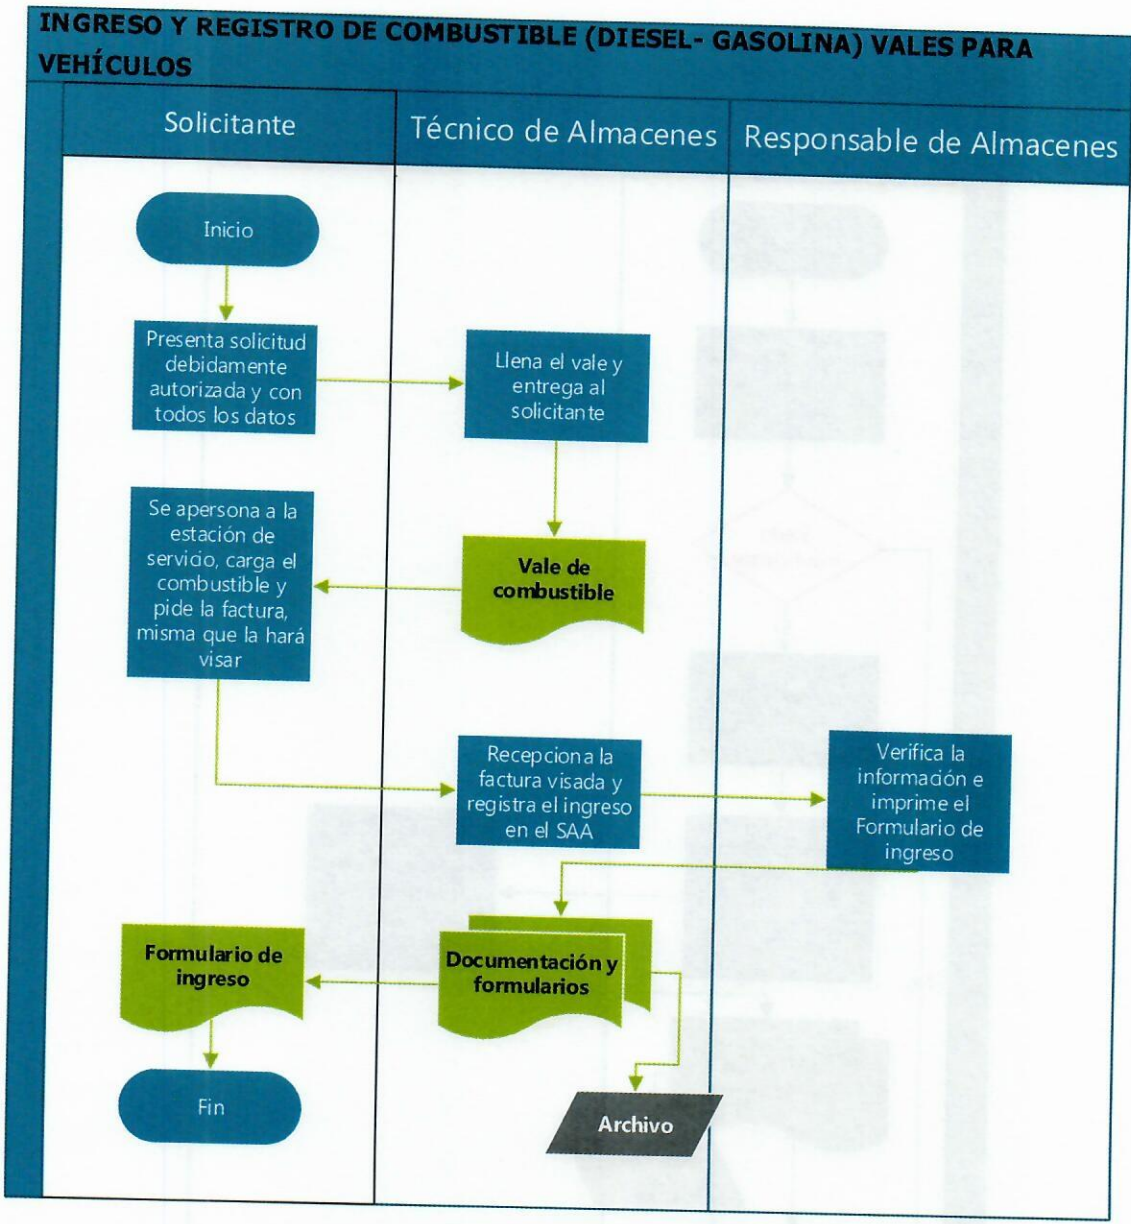 INGRESO Y REGISTRO DE COMBUSTIBLE (DIESEL- GASOLINA) VALES PARA
VEHÍCULOS
Solicitante
Técnico de Almacenes
Responsable de Almacenes
Inicio
Presenta solicitud
debidamente
autorizada y con
todos los datos
Llena el vale y
entrega al
solicitante
Se apersona a la
estación de
servicio, carga el
combustible y
pide la factura,
misma que la hará
visar
Vale de
combustible
Recepciona la
factura visada y
registra el ingreso
en el SAA
Verifica la
información e
imprime el
Formulario de
ingreso
Formulario de
ingreso
Documentación y
formularios
Fin
Archivo